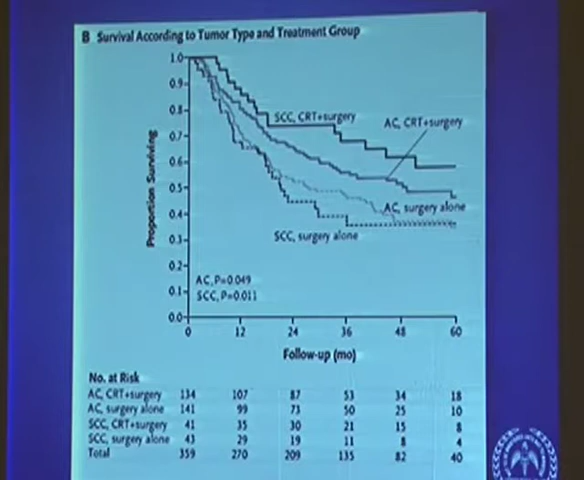 B Survival According to Tumor Type and Treatment Group
Proportion Surviving
1.0
0.9
0.8
0.7
0.6
0.5
0.4
0.3
0.2
0.1
0.0
SCC, CRT+surgery
AC, CRT+surgery
AC, surgery alone
SCC, surgery alone
AC, P=0.049
SCC, P=0.011
0 12 24 36 48 60
Follow-up (mo)
No. at Risk
AC, CRT+surgery 134 107 87 53 34 18
AC, surgery alone 141 99 73 50 25 10
SCC, CRT+surgery 41 35 30 21 15 8
SCC, surgery alone 43 29 19 11 8 4
Total 359 270 209 135 82 40